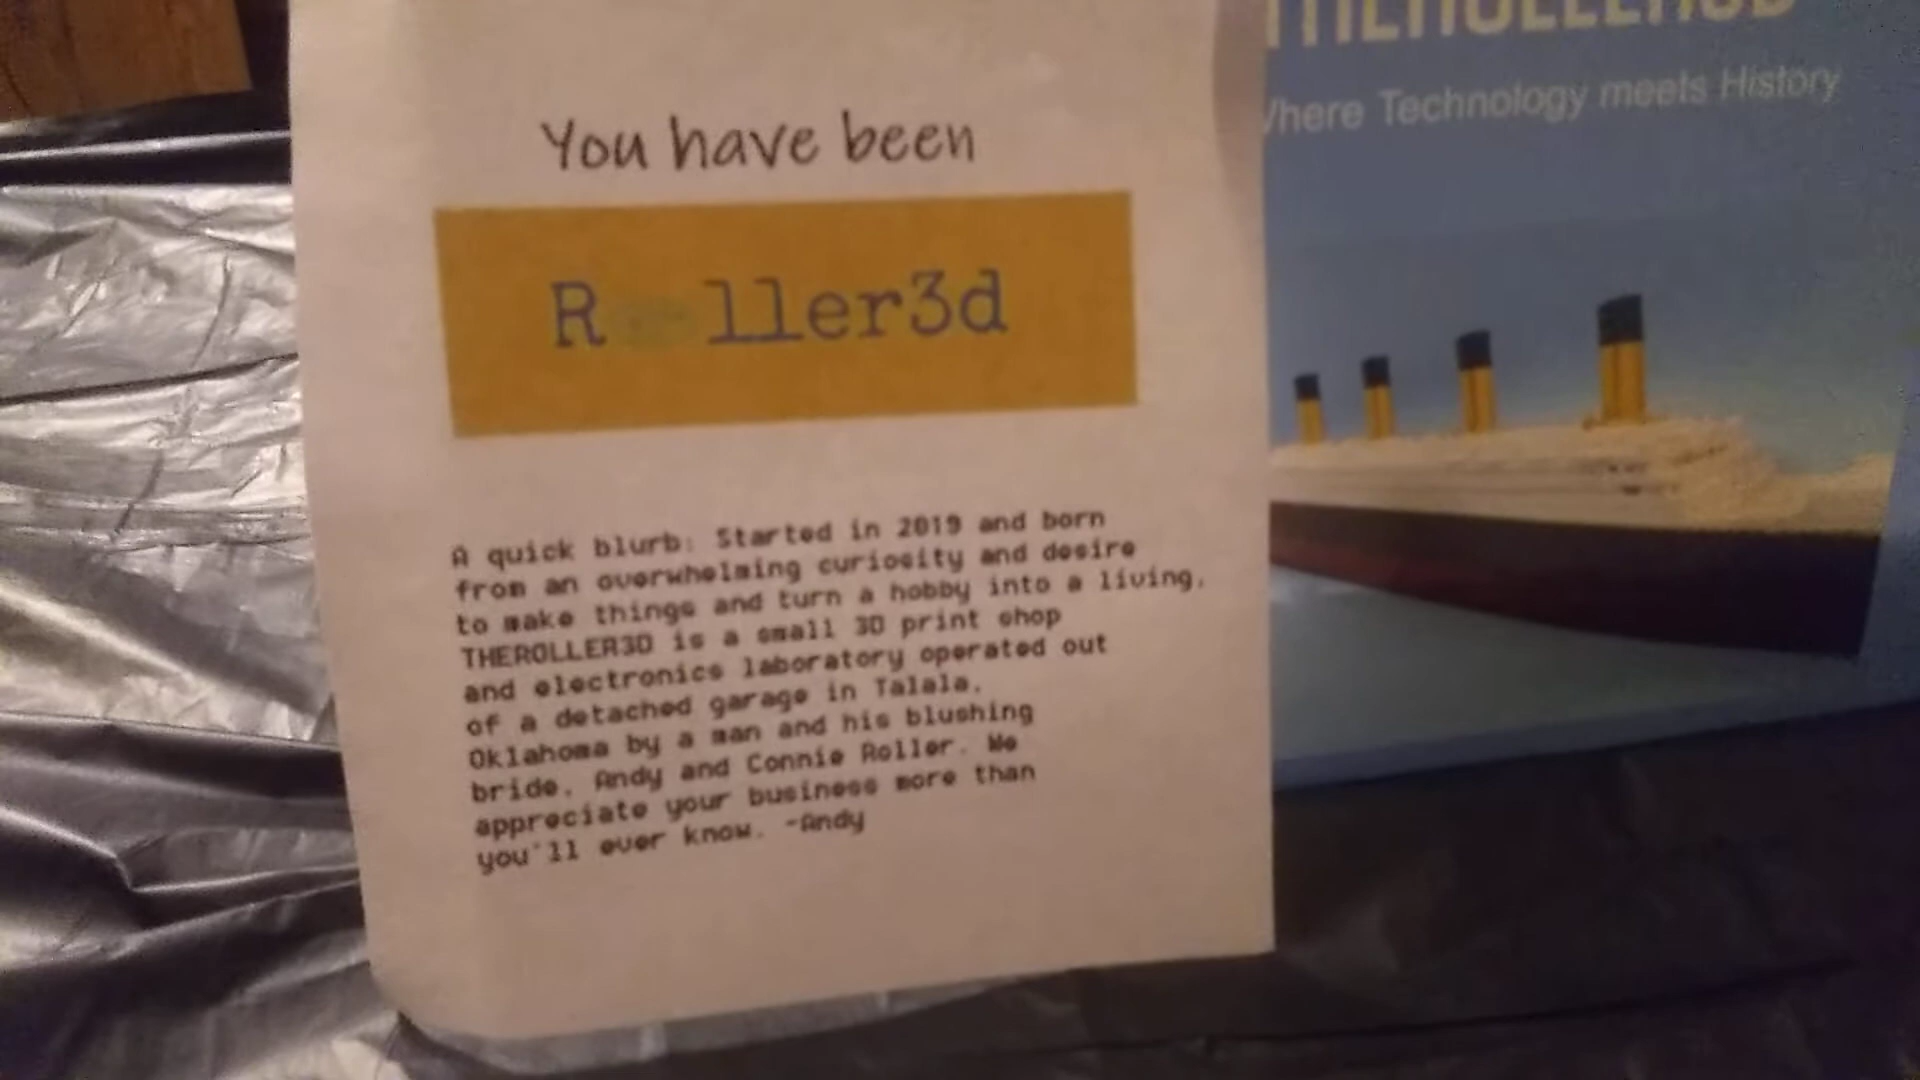 You have been
R ller3d
A quick blurb: Started in 2019 and born
from an overwhelming curiosity and desire
to make things and turn a hobby into a living,
THEROLLER3D is a small 3D print shop
and electronics laboratory operated out
of a detached garage in Talala,
Oklahoma by a man and his blushing
bride, Andy and Connie Roller. We
appreciate your business more than
you'll ever know. -Andy
THEROLLER3D
here Technology meets History